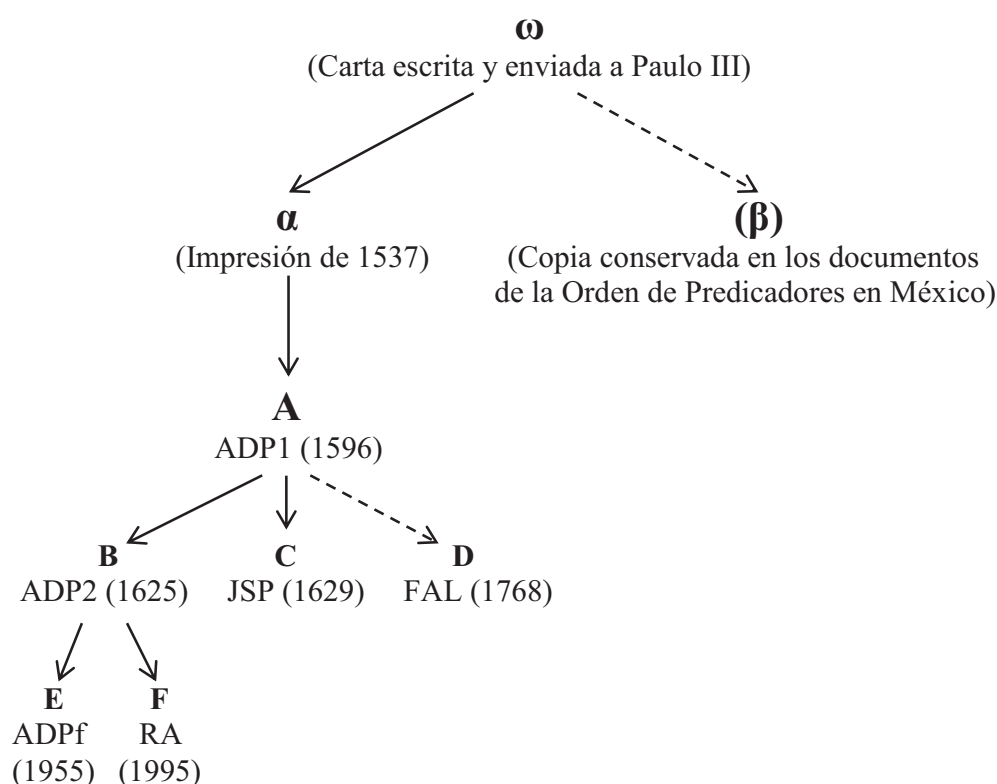 ω
(Carta escrita y enviada a Paulo III)
α (β)
(Impresión de 1537) (Copia conservada en los documentos
de la Orden de Predicadores en México)
A
ADP1 (1596)
B C D
ADP2 (1625) JSP (1629) FAL (1768)
E F
ADPf RA
(1955) (1995)